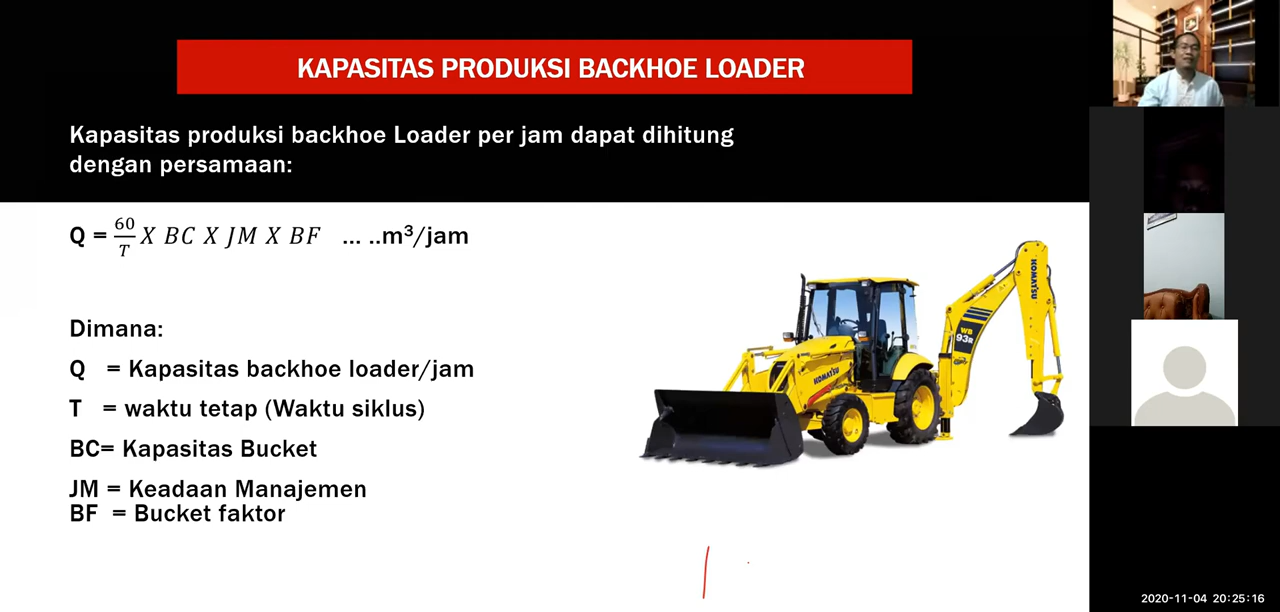 KAPASITAS PRODUKSI BACKHOE LOADER
Kapasitas produksi backhoe Loader per jam dapat dihitung
dengan persamaan:
Q = 60/T X BC X JM X BF ... ..m³/jam
Dimana:
Q = Kapasitas backhoe loader/jam
T = waktu tetap (Waktu siklus)
BC= Kapasitas Bucket
JM = Keadaan Manajemen
BF = Bucket faktor
KOMATSU
WB
93R
KOMATSU
2020-11-04 20:25:16